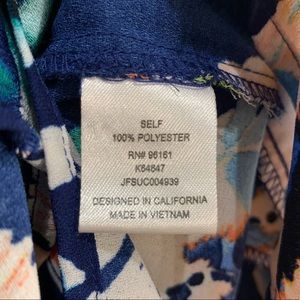 SELF
100% POLYESTER
RN# 96161
K64647
JFSUC004939
DESIGNED IN CALIFORNIA
MADE IN VIETNAM